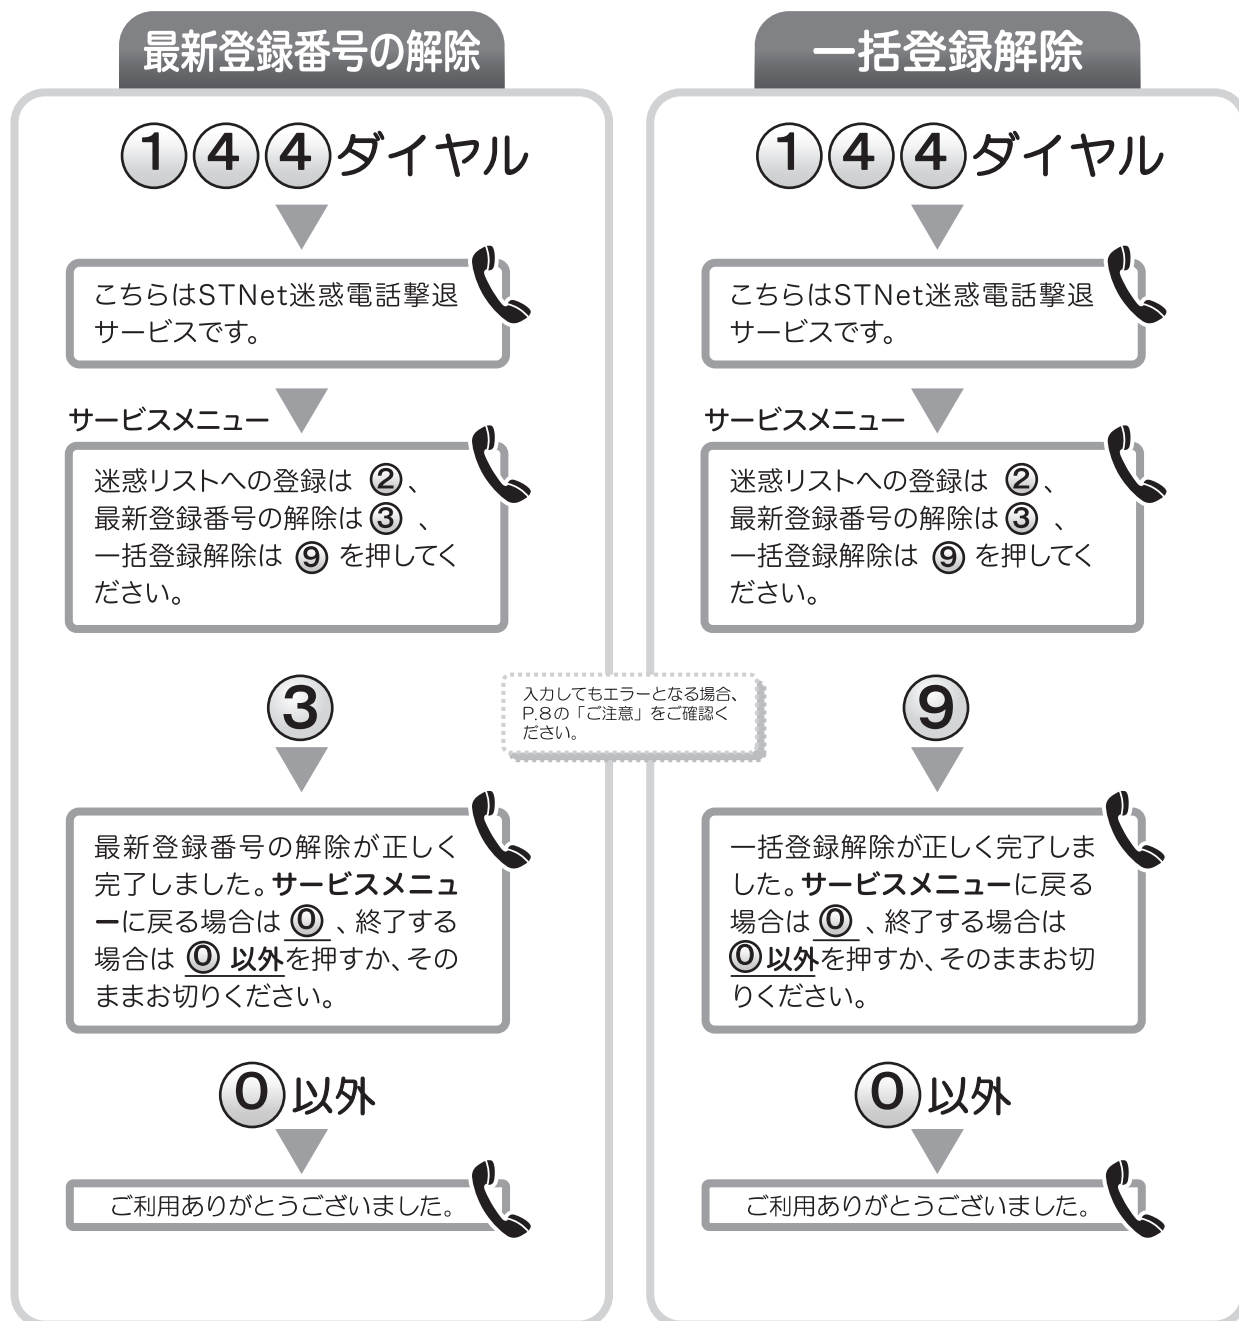 最新登録番号の解除
①④④ダイヤル
こちらはSTNet迷惑電話撃退
サービスです。
サービスメニュー
迷惑リストへの登録は ②、
最新登録番号の解除は③ 、
一括登録解除は ⑨ を押してく
ださい。
③
最新登録番号の解除が正しく
完了しました。サービスメニュ
ーに戻る場合は ⓪ 、終了する
場合は ⓪ 以外を押すか、その
ままお切りください。
⓪以外
ご利用ありがとうございました。
入力してもエラーとなる場合、
P.8の「ご注意」をご確認く
ださい。
一括登録解除
①④④ダイヤル
こちらはSTNet迷惑電話撃退
サービスです。
サービスメニュー
迷惑リストへの登録は ②、
最新登録番号の解除は③ 、
一括登録解除は ⑨ を押してく
ださい。
⑨
一括登録解除が正しく完了しま
した。サービスメニューに戻る
場合は ⓪ 、終了する場合は
⓪以外を押すか、そのままお切
りください。
⓪以外
ご利用ありがとうございました。